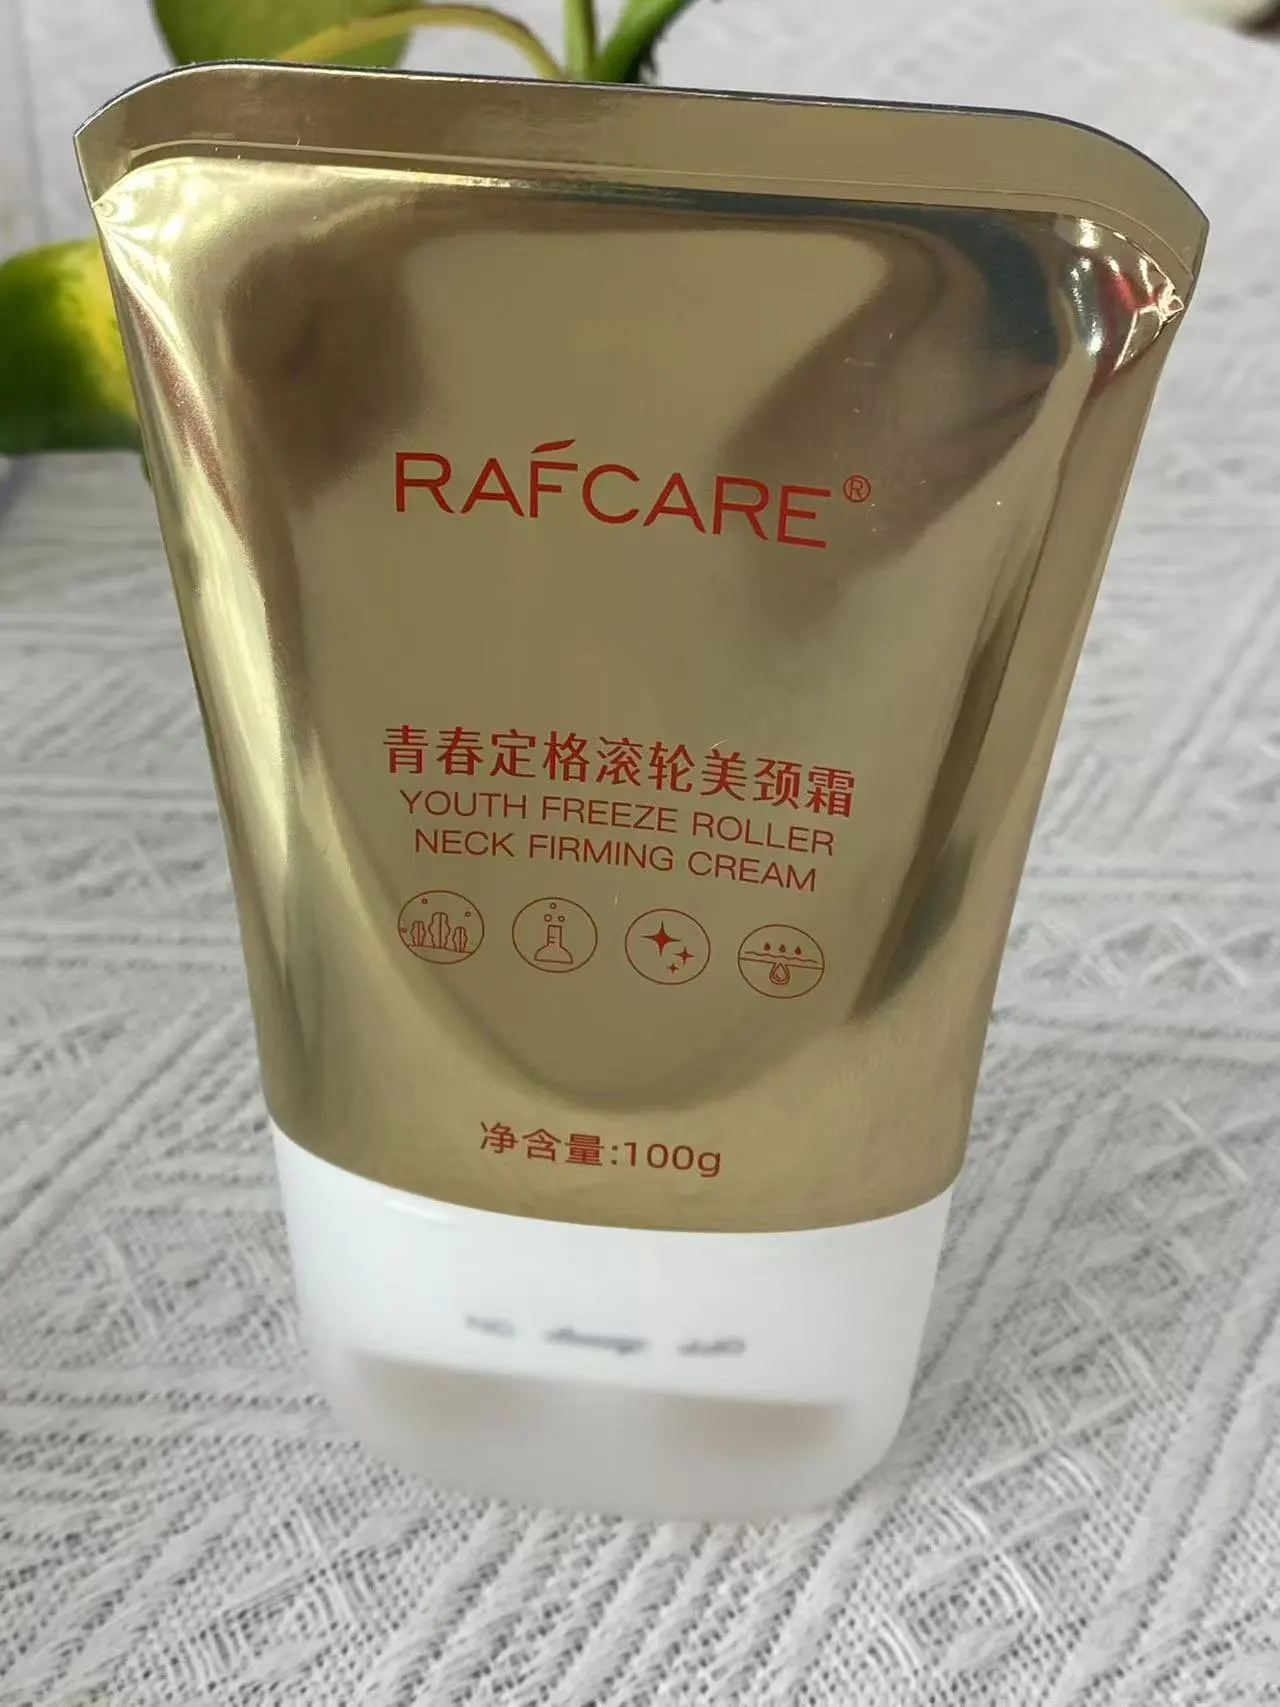 RAFCARE®
青春定格滚轮美颈霜
YOUTH FREEZE ROLLER
NECK FIRMING CREAM
净含量:100g